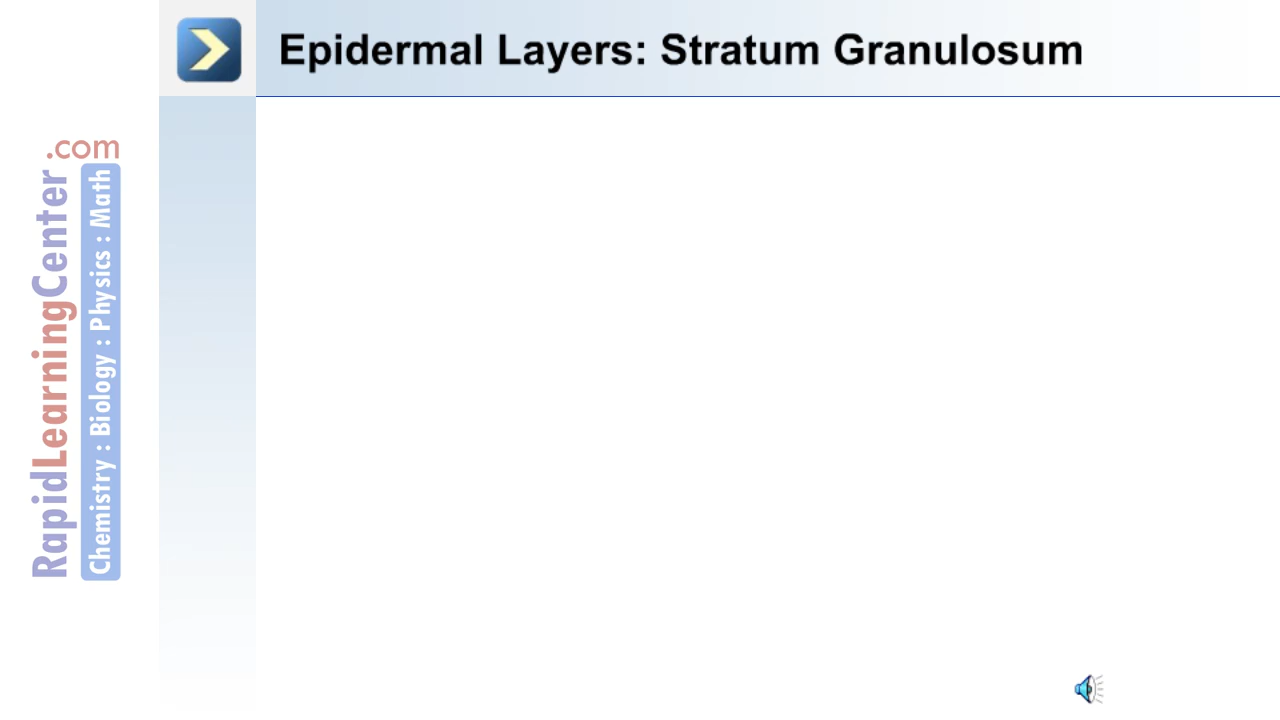 Epidermal Layers: Stratum Granulosum
RapidLearningCenter.com
Chemistry : Biology : Physics : Math